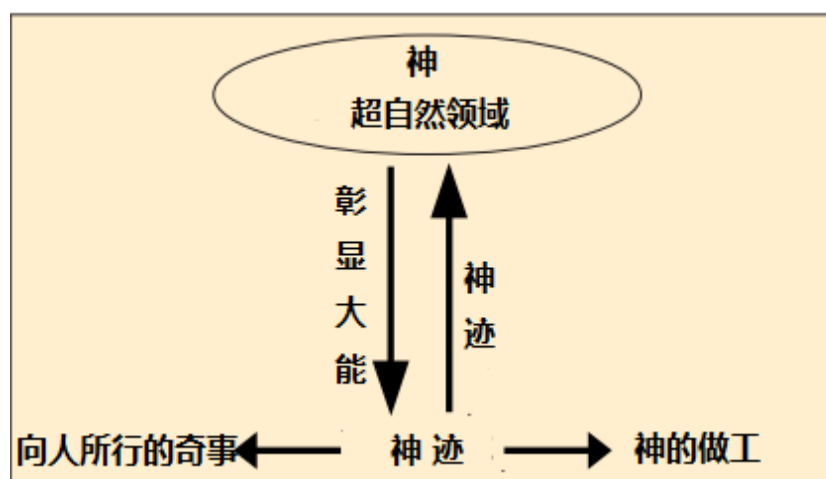 神
超自然领域
彰显大能
神迹
向人所行的奇事
神 迹
神的做工